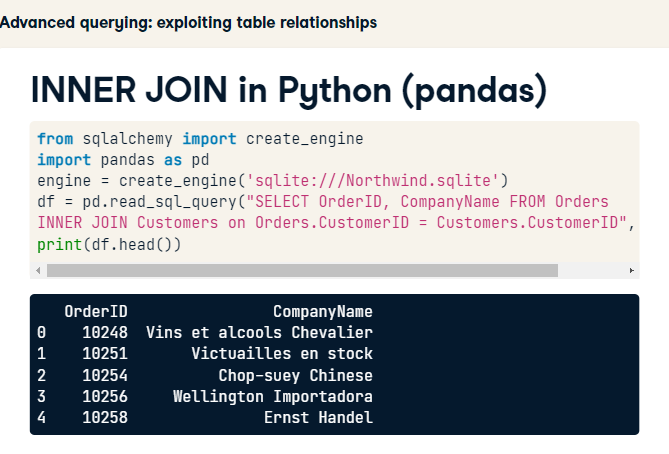 Advanced querying: exploiting table relationships
INNER JOIN in Python (pandas)
from sqlalchemy import create_engine
import pandas as pd
engine = create_engine('sqlite:///Northwind.sqlite')
df = pd.read_sql_query("SELECT OrderID, CompanyName FROM Orders
INNER JOIN Customers on Orders.CustomerID = Customers.CustomerID",
print(df.head())
OrderID CompanyName
0 10248 Vins et alcools Chevalier
1 10251 Victuailles en stock
2 10254 Chop-suey Chinese
3 10256 Wellington Importadora
4 10258 Ernst Handel